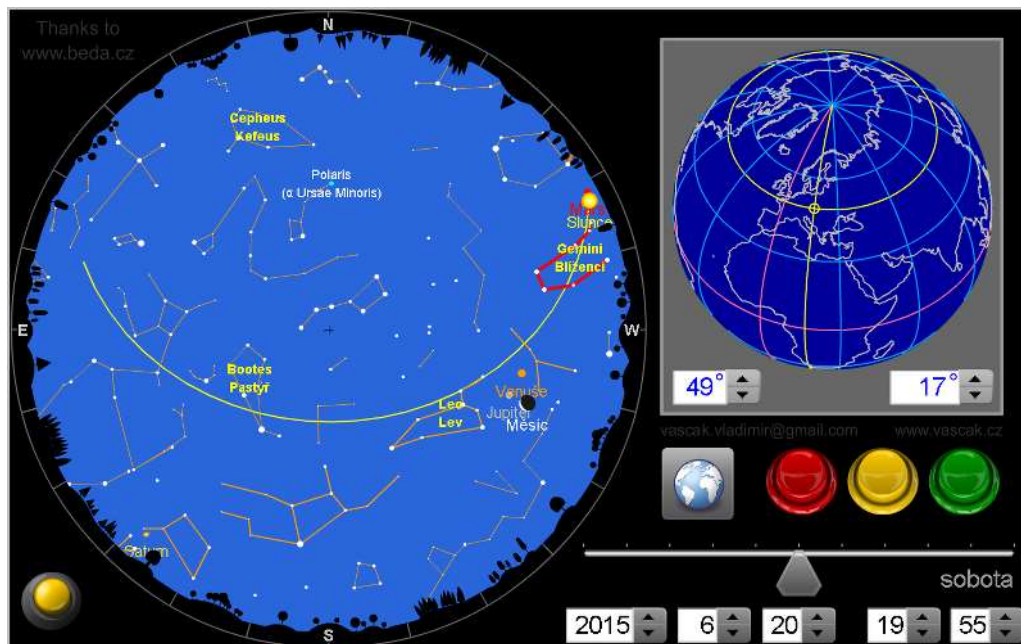 Thanks to
www.beda.cz
N
Cepheus
Kefeus
Polaris
(α Ursae Minoris)
Mars
Slunce
Gemini
Blíženci
E
W
Bootes
Pastýř
Leo
Lev
Venuše
Jupiter
Měsíc
Saturn
S
49°
17°
vascak.vladimir@gmail.com
www.vascak.cz
sobota
2015
6
20
19
55